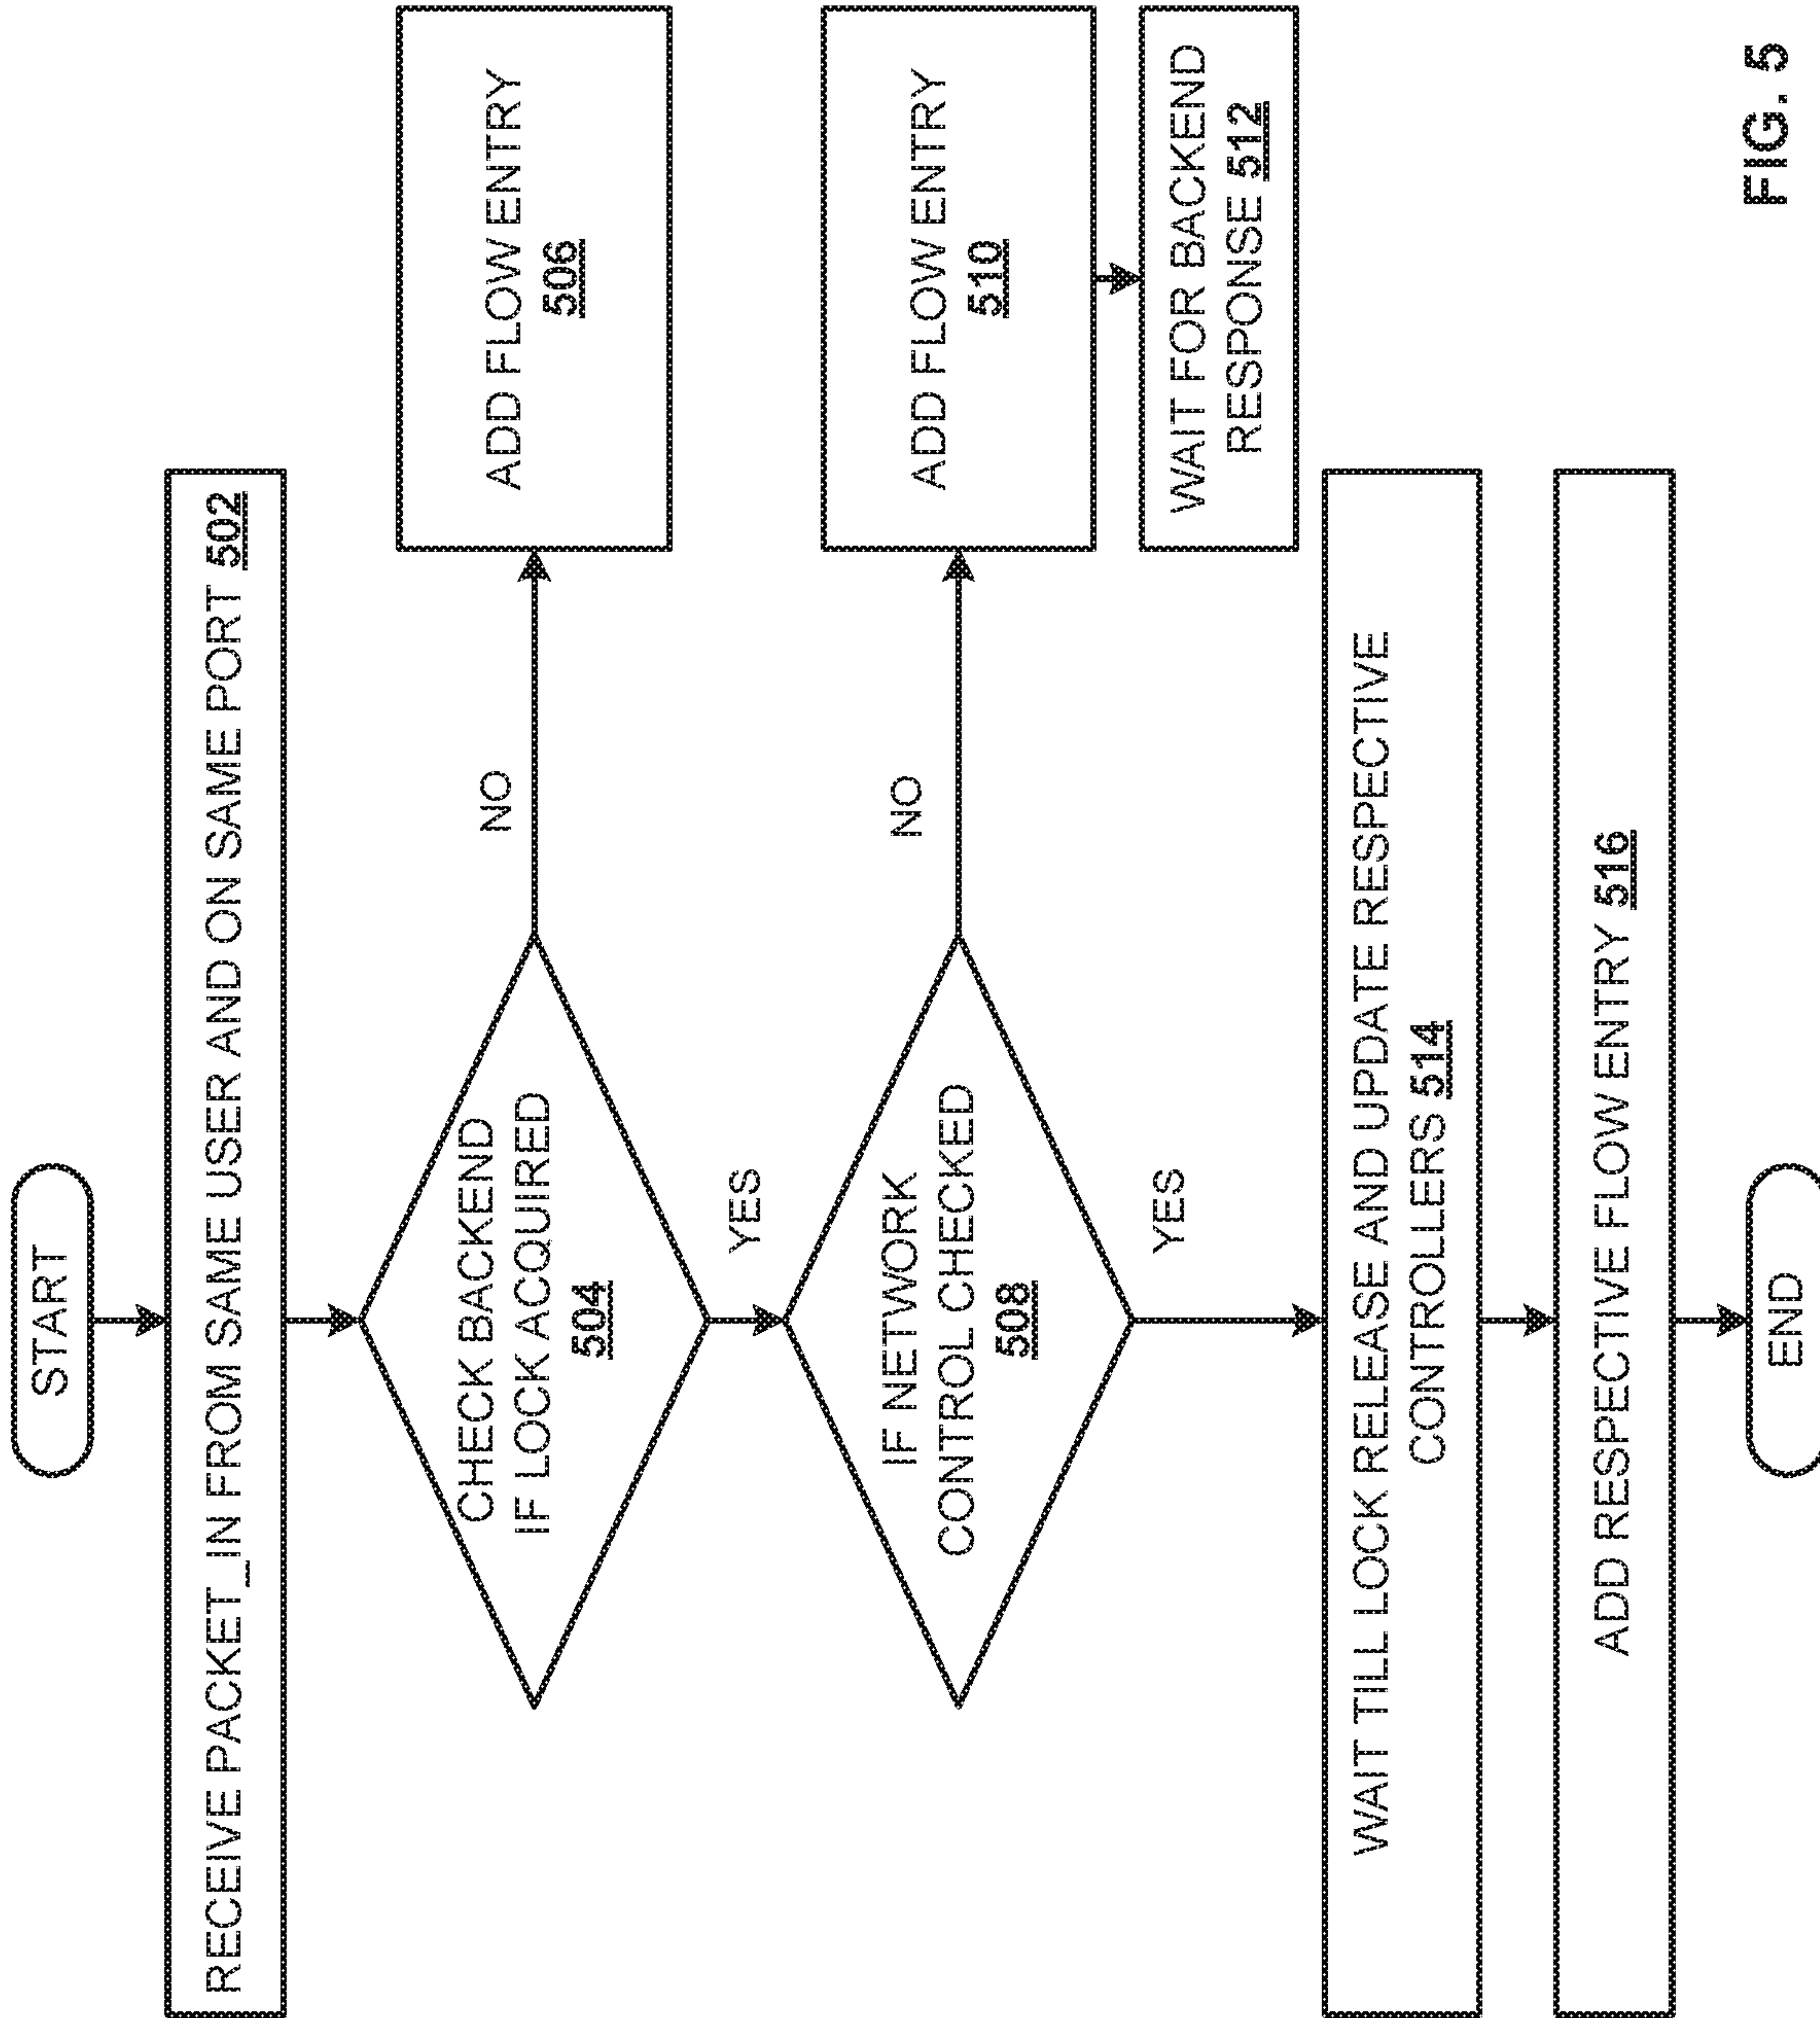 START
RECEIVE PACKET_IN FROM SAME USER AND ON SAME PORT 502
CHECK BACKEND
IF LOCK ACQUIRED
504
NO
ADD FLOW ENTRY
506
YES
IF NETWORK
CONTROL CHECKED
508
NO
ADD FLOW ENTRY
510
WAIT FOR BACKEND
RESPONSE 512
YES
WAIT TILL LOCK RELEASE AND UPDATE RESPECTIVE
CONTROLLERS 514
ADD RESPECTIVE FLOW ENTRY 516
END
FIG. 5